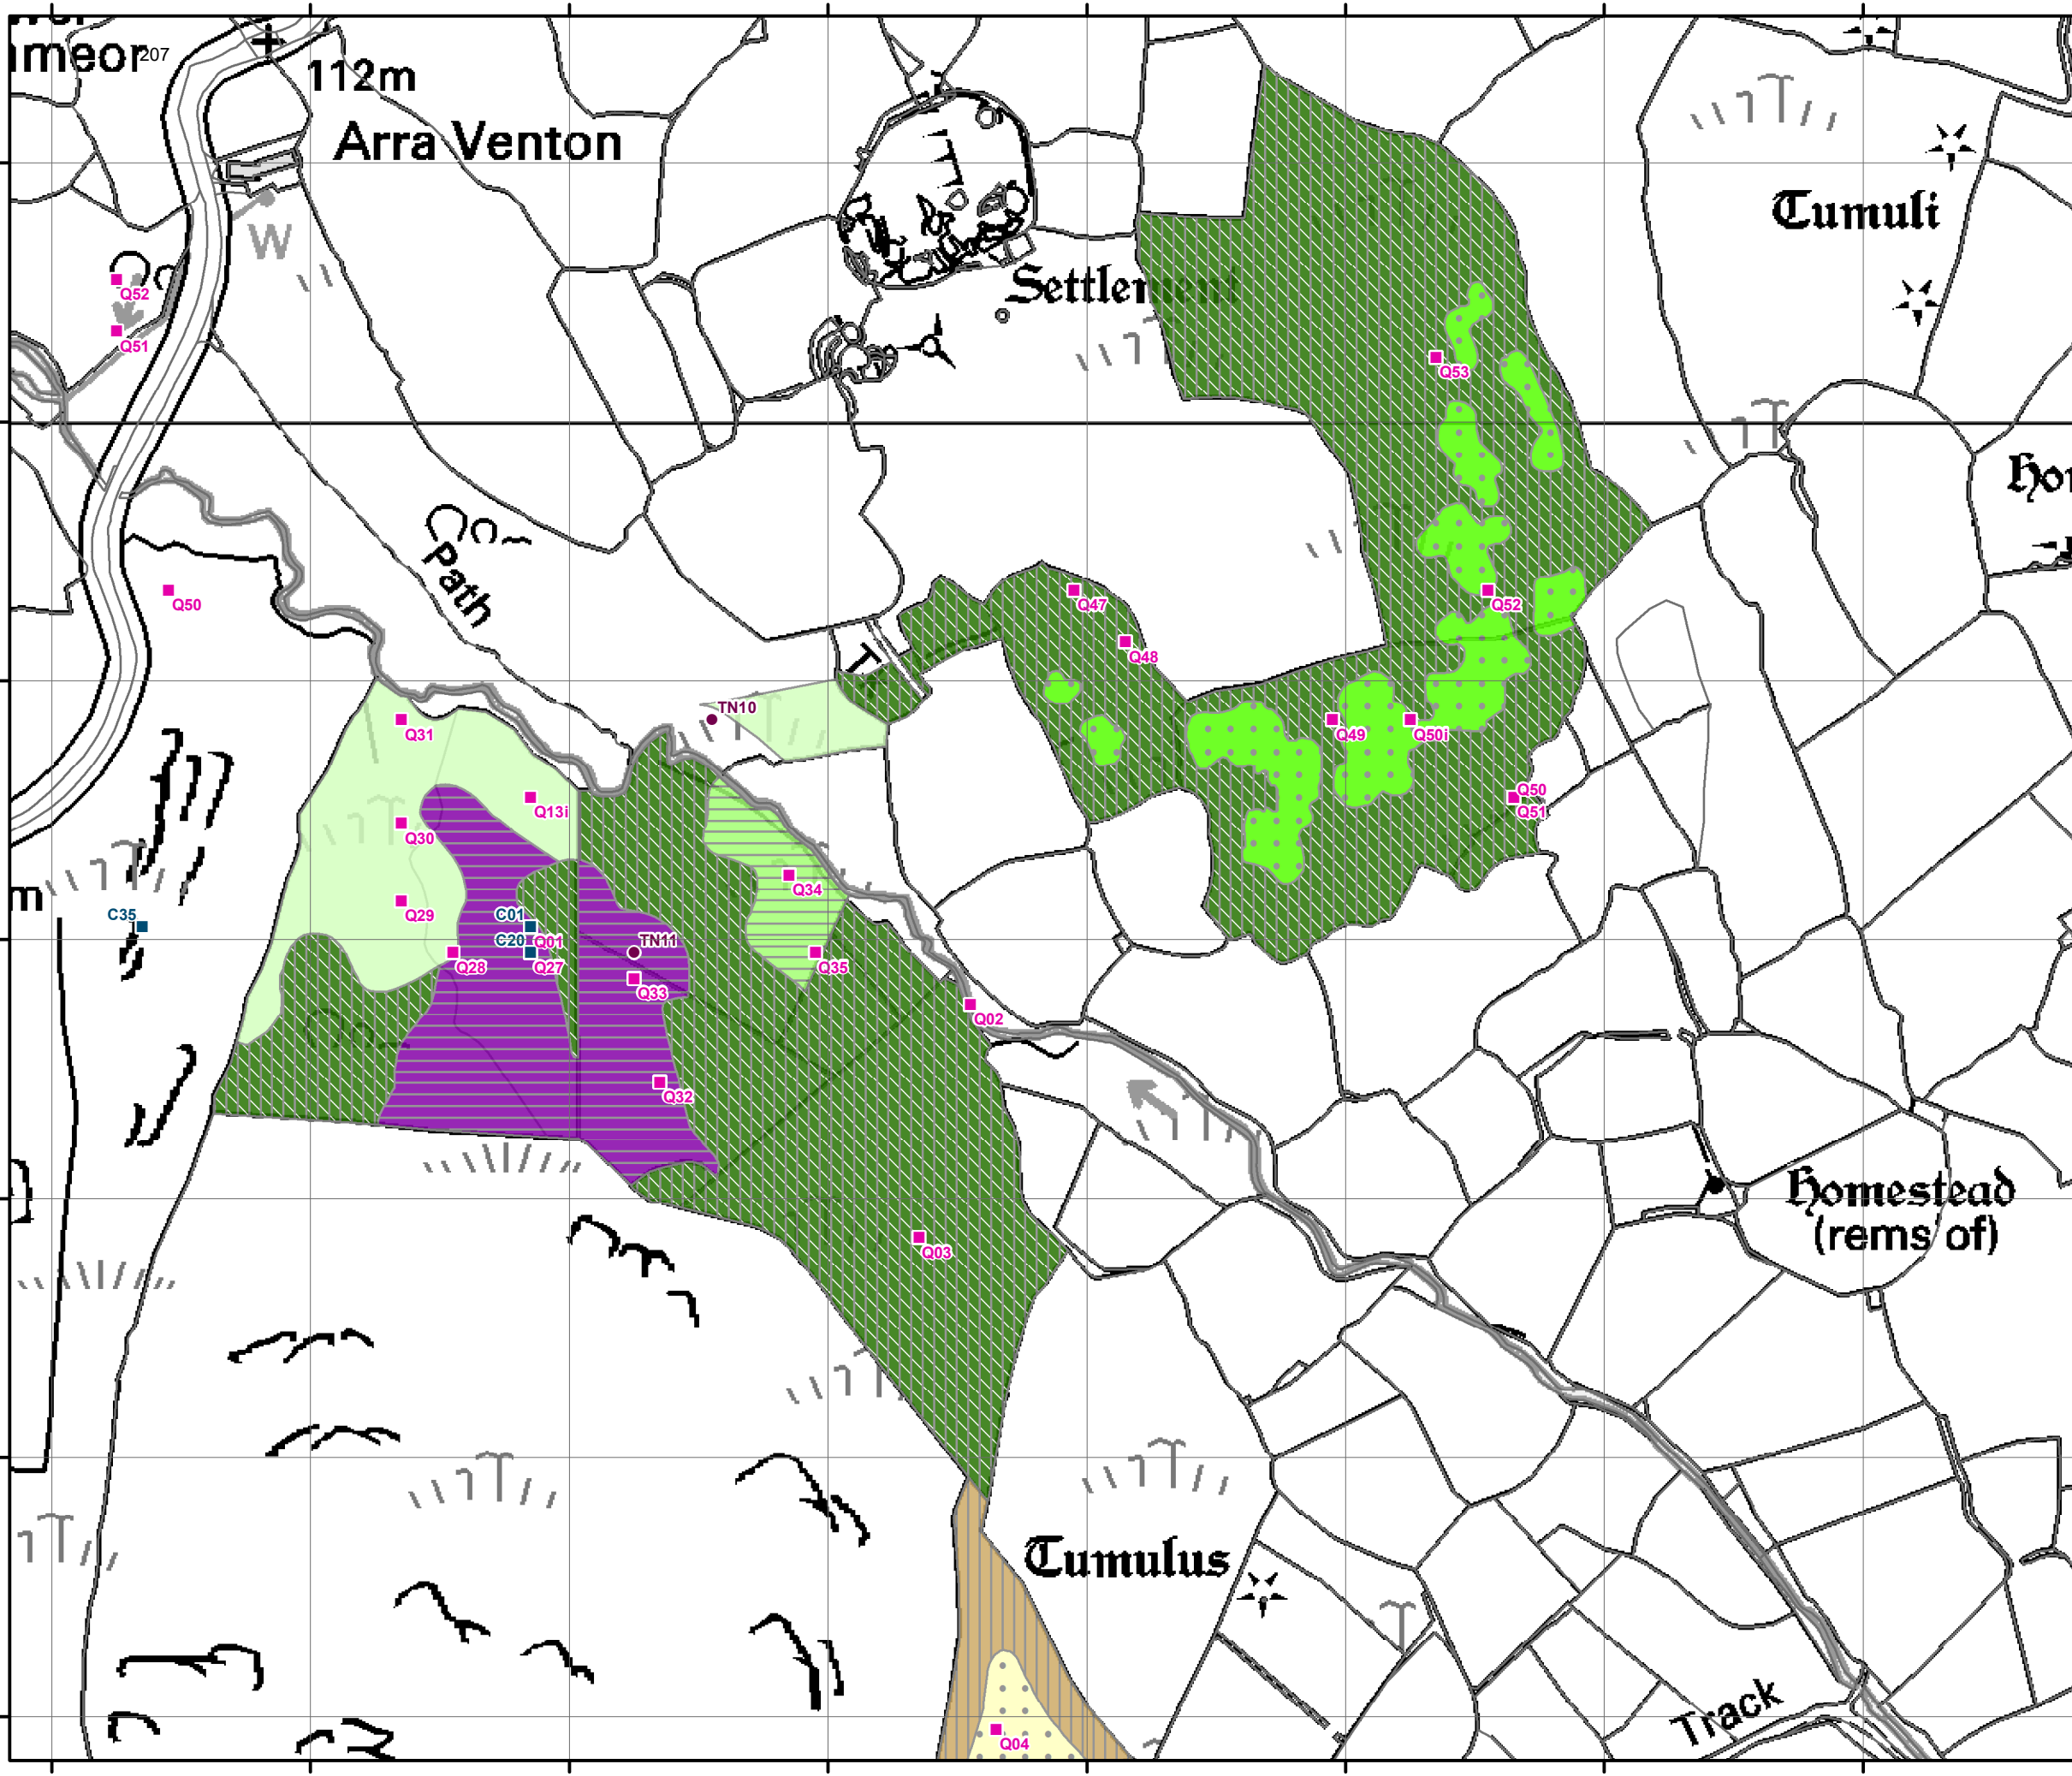 207
112m
Arra Venton
W
Tumuli
Settlement
Q52
Q51
Q53
Path
Q50
Q47
Q52
Q48
T
TN10
Q31
Q49
Q50i
Q13i
Q50
Q51
Q30
Q34
C35
Q29
C01
C20
Q01
TN11
Q28
Q27
Q35
Q33
Q02
Q32
Homestead
(rems of)
Q03
Tumulus
Track
Q04
m